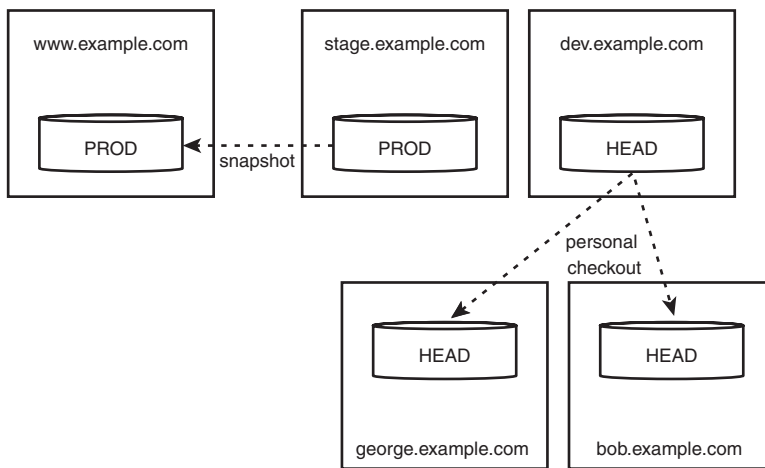 www.example.com
stage.example.com
dev.example.com
PROD
snapshot
PROD
HEAD
personal
checkout
HEAD
HEAD
george.example.com
bob.example.com